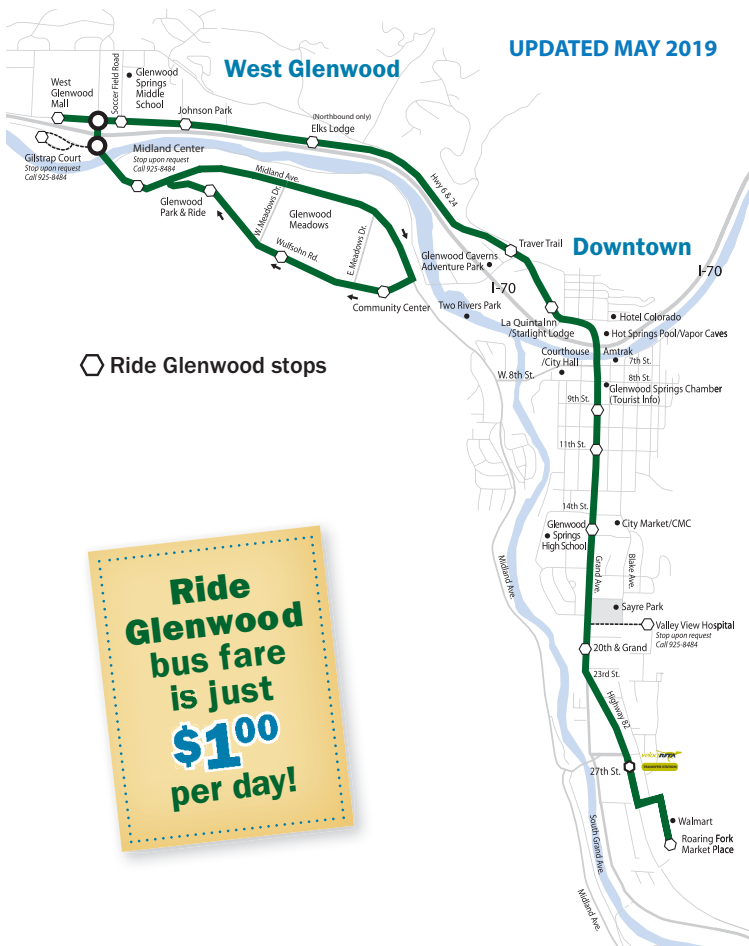 UPDATED MAY 2019
West Glenwood
West
Glenwood
Mall
Soccer Field Road
Glenwood
Springs
Middle
School
Johnson Park
(Northbound only)
Elks Lodge
Gilstrap Court
Stop upon request
Call 925-8484
Midland Center
Stop upon request
Call 925-8484
Glenwood
Park & Ride
Midland Ave.
W. Meadows Dr.
Glenwood
Meadows
E. Meadows Dr.
Wulfsohn Rd.
Community Center
Hwy 6 & 24
Traver Trail
Downtown
Glenwood Caverns
Adventure Park
I-70
I-70
Two Rivers Park
La QuintaInn
/Starlight Lodge
Hotel Colorado
Hot Springs Pool/Vapor Caves
Courthouse
/City Hall
Amtrak
7th St.
W. 8th St.
8th St.
Glenwood Springs Chamber
(Tourist Info)
9th St.
11th St.
14th St.
Glenwood
Springs
High School
City Market/CMC
Midland Ave.
Grand Ave.
Blake Ave.
Sayre Park
Valley View Hospital
Stop upon request
Call 925-8484
20th & Grand
23rd St.
Highway 82
27th St.
Walmart
Roaring Fork
Market Place
South Grand Ave.
Midland Ave.
Ride Glenwood stops
Ride
Glenwood
bus fare
is just
$1.00
per day!